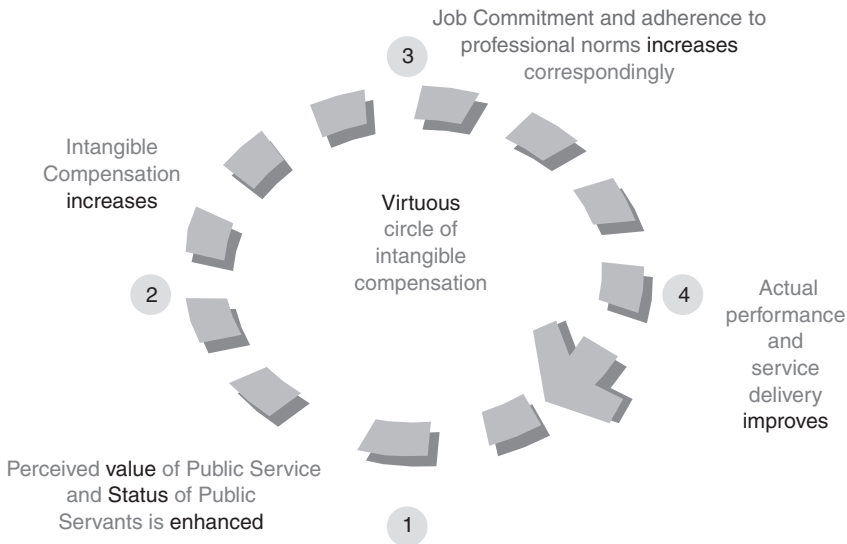 Job Commitment and adherence to
professional norms increases
correspondingly
3
Intangible
Compensation
increases
Virtuous
circle of
intangible
compensation
2
4
Actual
performance
and
service
delivery
improves
Perceived value of Public Service
and Status of Public
Servants is enhanced
1